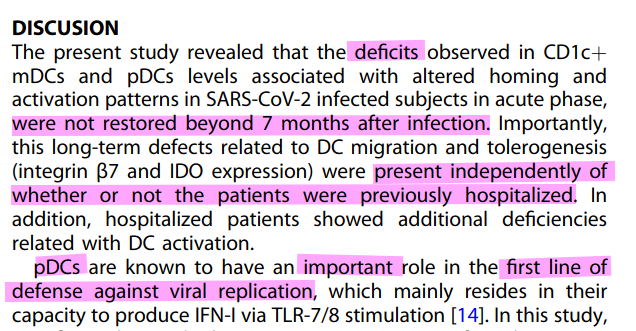 DISCUSSION
The present study revealed that the deficits observed in CD1c+
mDCs and pDCs levels associated with altered homing and
activation patterns in SARS-CoV-2 infected subjects in acute phase,
were not restored beyond 7 months after infection. Importantly,
this long-term defects related to DC migration and tolerogenesis
(integrin β7 and IDO expression) were present independently of
whether or not the patients were previously hospitalized. In
addition, hospitalized patients showed additional deficiencies
related with DC activation.
pDCs are known to have an important role in the first line of
defense against viral replication, which mainly resides in their
capacity to produce IFN-I via TLR-7/8 stimulation [14]. In this study,